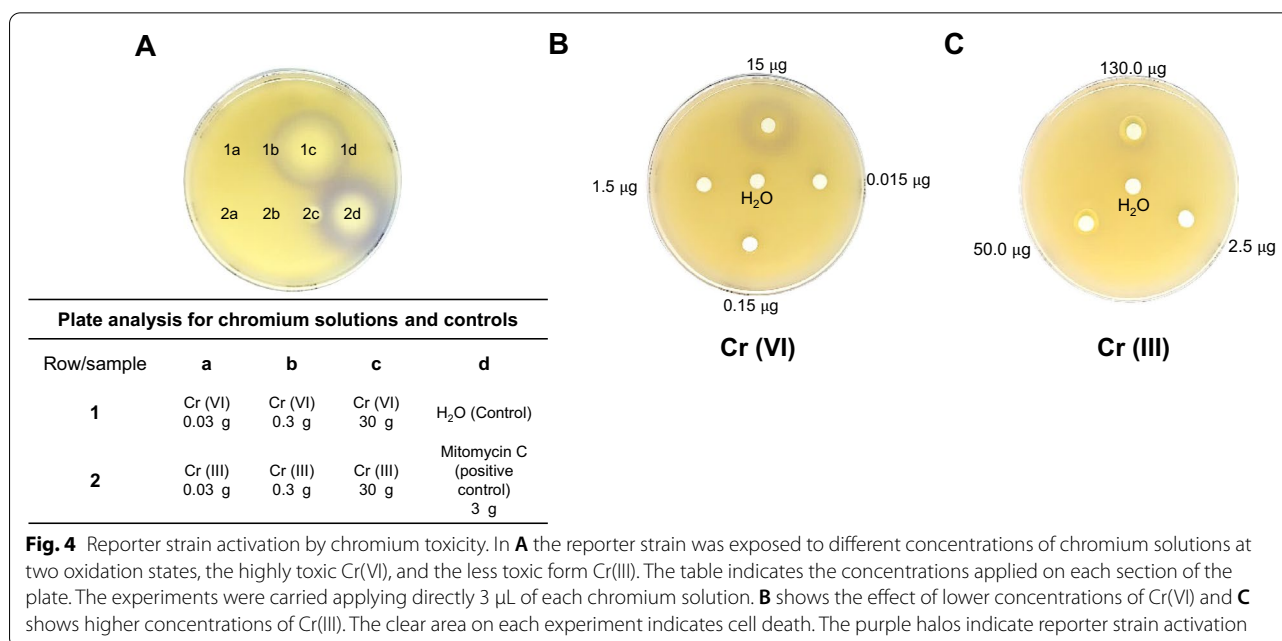 A
B
C
15 μg
130.0 μg
1a 1b 1c 1d
2a 2b 2c 2d
1.5 μg
0.015 μg
H₂O
0.15 μg
H₂O
50.0 μg
2.5 μg
Cr (VI)
Cr (III)
Plate analysis for chromium solutions and controls
Row/sample a b c d
1 Cr (VI) 0.03 g Cr (VI) 0.3 g Cr (VI) 30 g H₂O (Control)
2 Cr (III) 0.03 g Cr (III) 0.3 g Cr (III) 30 g Mitomycin C (positive control) 3 g
Fig. 4 Reporter strain activation by chromium toxicity. In A the reporter strain was exposed to different concentrations of chromium solutions at
two oxidation states, the highly toxic Cr(VI), and the less toxic form Cr(III). The table indicates the concentrations applied on each section of the
plate. The experiments were carried applying directly 3 μL of each chromium solution. B shows the effect of lower concentrations of Cr(VI) and C
shows higher concentrations of Cr(III). The clear area on each experiment indicates cell death. The purple halos indicate reporter strain activation